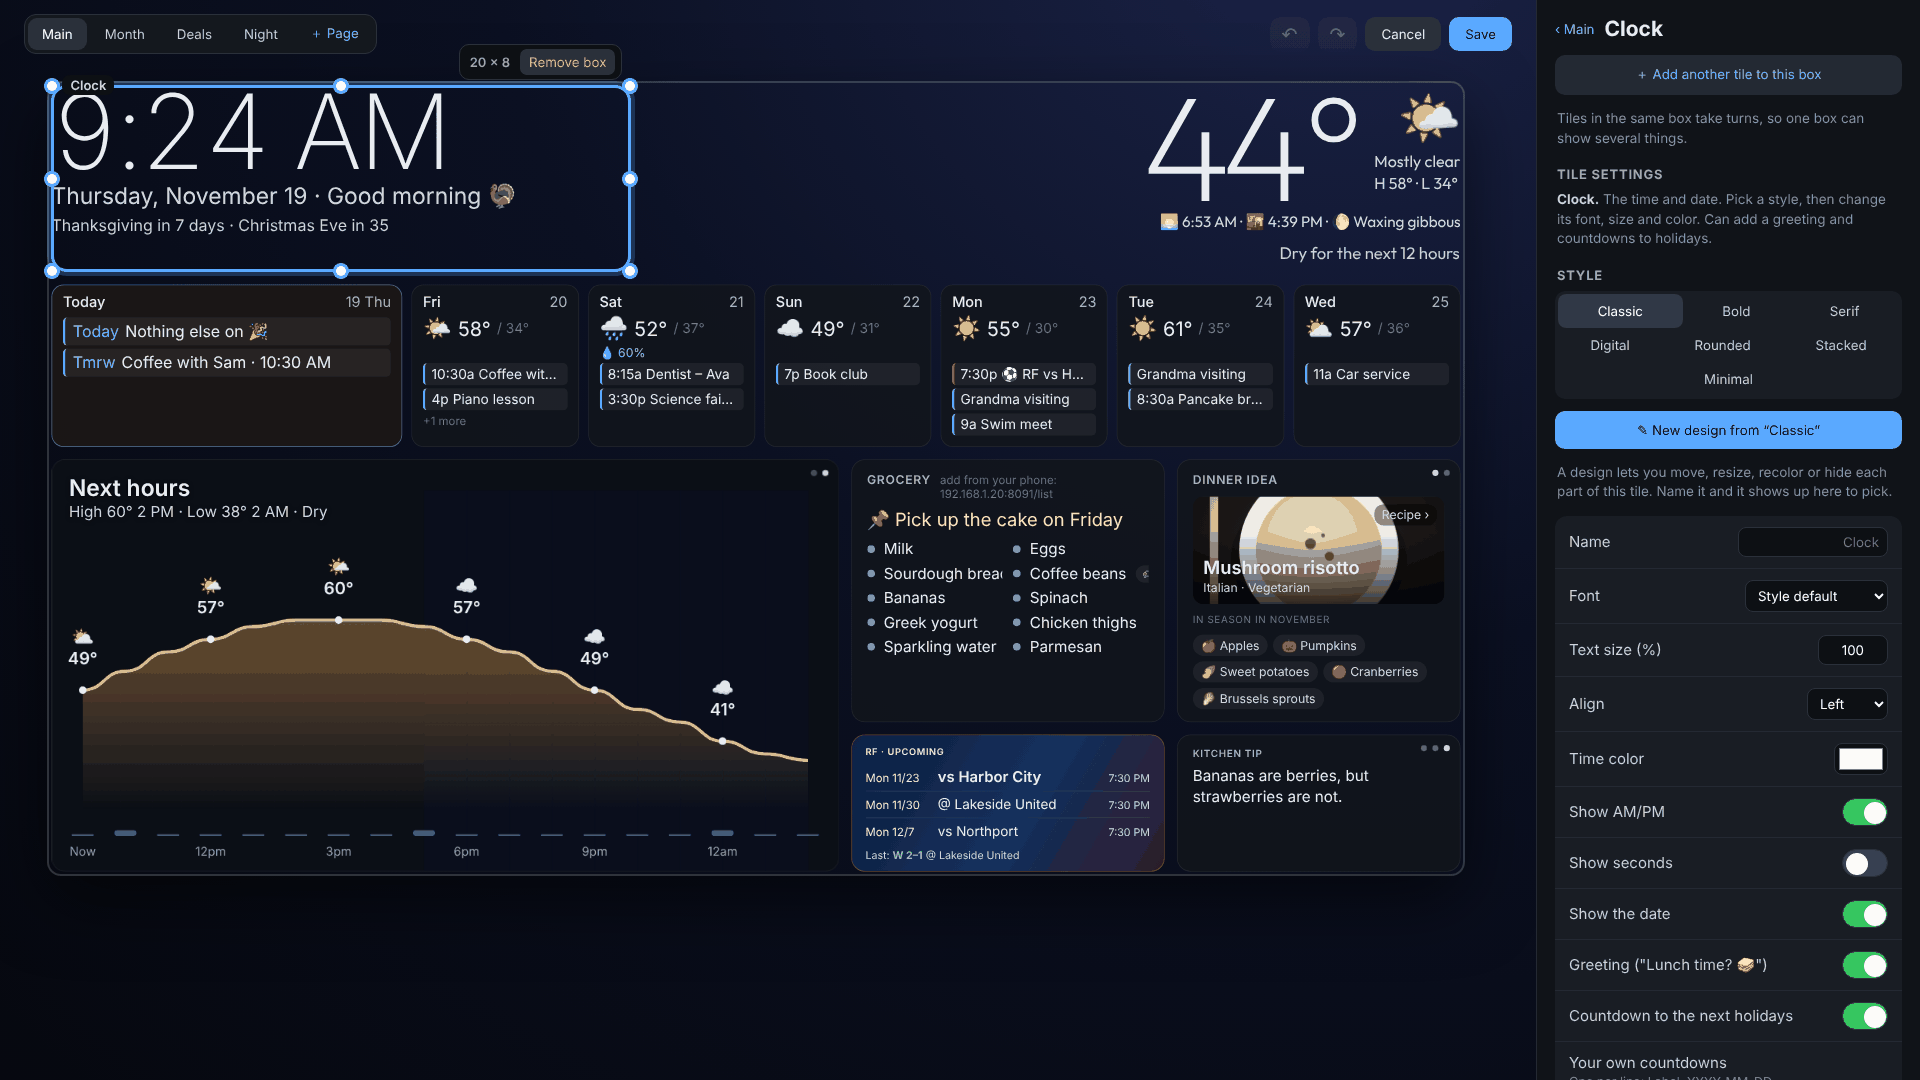 Main
Month
Deals
Night
+ Page
Cancel
Save
20 × 8
Remove box
Clock
9:24 AM
Thursday, November 19 · Good morning
Thanksgiving in 7 days · Christmas Eve in 35
44°
Mostly clear
H 58° · L 34°
6:53 AM · 4:39 PM · Waxing gibbous
Dry for the next 12 hours
Today
19 Thu
Today Nothing else on
Tmrw Coffee with Sam · 10:30 AM
Fri
20
58° / 34°
10:30a Coffee wit...
4p Piano lesson
+1 more
Sat
21
52° / 37°
60%
8:15a Dentist – Ava
3:30p Science fai...
Sun
22
49° / 31°
7p Book club
Mon
23
55° / 30°
7:30p ⚽ RF vs H...
Grandma visiting
9a Swim meet
Tue
24
61° / 35°
Grandma visiting
8:30a Pancake br...
Wed
25
57° / 36°
11a Car service
Next hours
High 60° 2 PM · Low 38° 2 AM · Dry
49°
57°
60°
57°
49°
41°
Now
12pm
3pm
6pm
9pm
12am
GROCERY
add from your phone:
192.168.1.20:8091/list
Pick up the cake on Friday
Milk
Eggs
Sourdough brea
Coffee beans
Bananas
Spinach
Greek yogurt
Chicken thighs
Sparkling water
Parmesan
DINNER IDEA
Recipe ›
Mushroom risotto
Italian · Vegetarian
IN SEASON IN NOVEMBER
Apples
Pumpkins
Sweet potatoes
Cranberries
Brussels sprouts
RF · UPCOMING
Mon 11/23 vs Harbor City 7:30 PM
Mon 11/30 @ Lakeside United 7:30 PM
Mon 12/7 vs Northport 7:30 PM
Last: W 2–1 @ Lakeside United
KITCHEN TIP
Bananas are berries, but
strawberries are not.
‹ Main
Clock
+ Add another tile to this box
Tiles in the same box take turns, so one box can
show several things.
TILE SETTINGS
Clock. The time and date. Pick a style, then change
its font, size and color. Can add a greeting and
countdowns to holidays.
STYLE
Classic
Bold
Serif
Digital
Rounded
Stacked
Minimal
✎ New design from “Classic”
A design lets you move, resize, recolor or hide each
part of this tile. Name it and it shows up here to pick.
Name
Clock
Font
Style default
Text size (%)
100
Align
Left
Time color
Show AM/PM
Show seconds
Show the date
Greeting ("Lunch time? 🥪")
Countdown to the next holidays
Your own countdowns